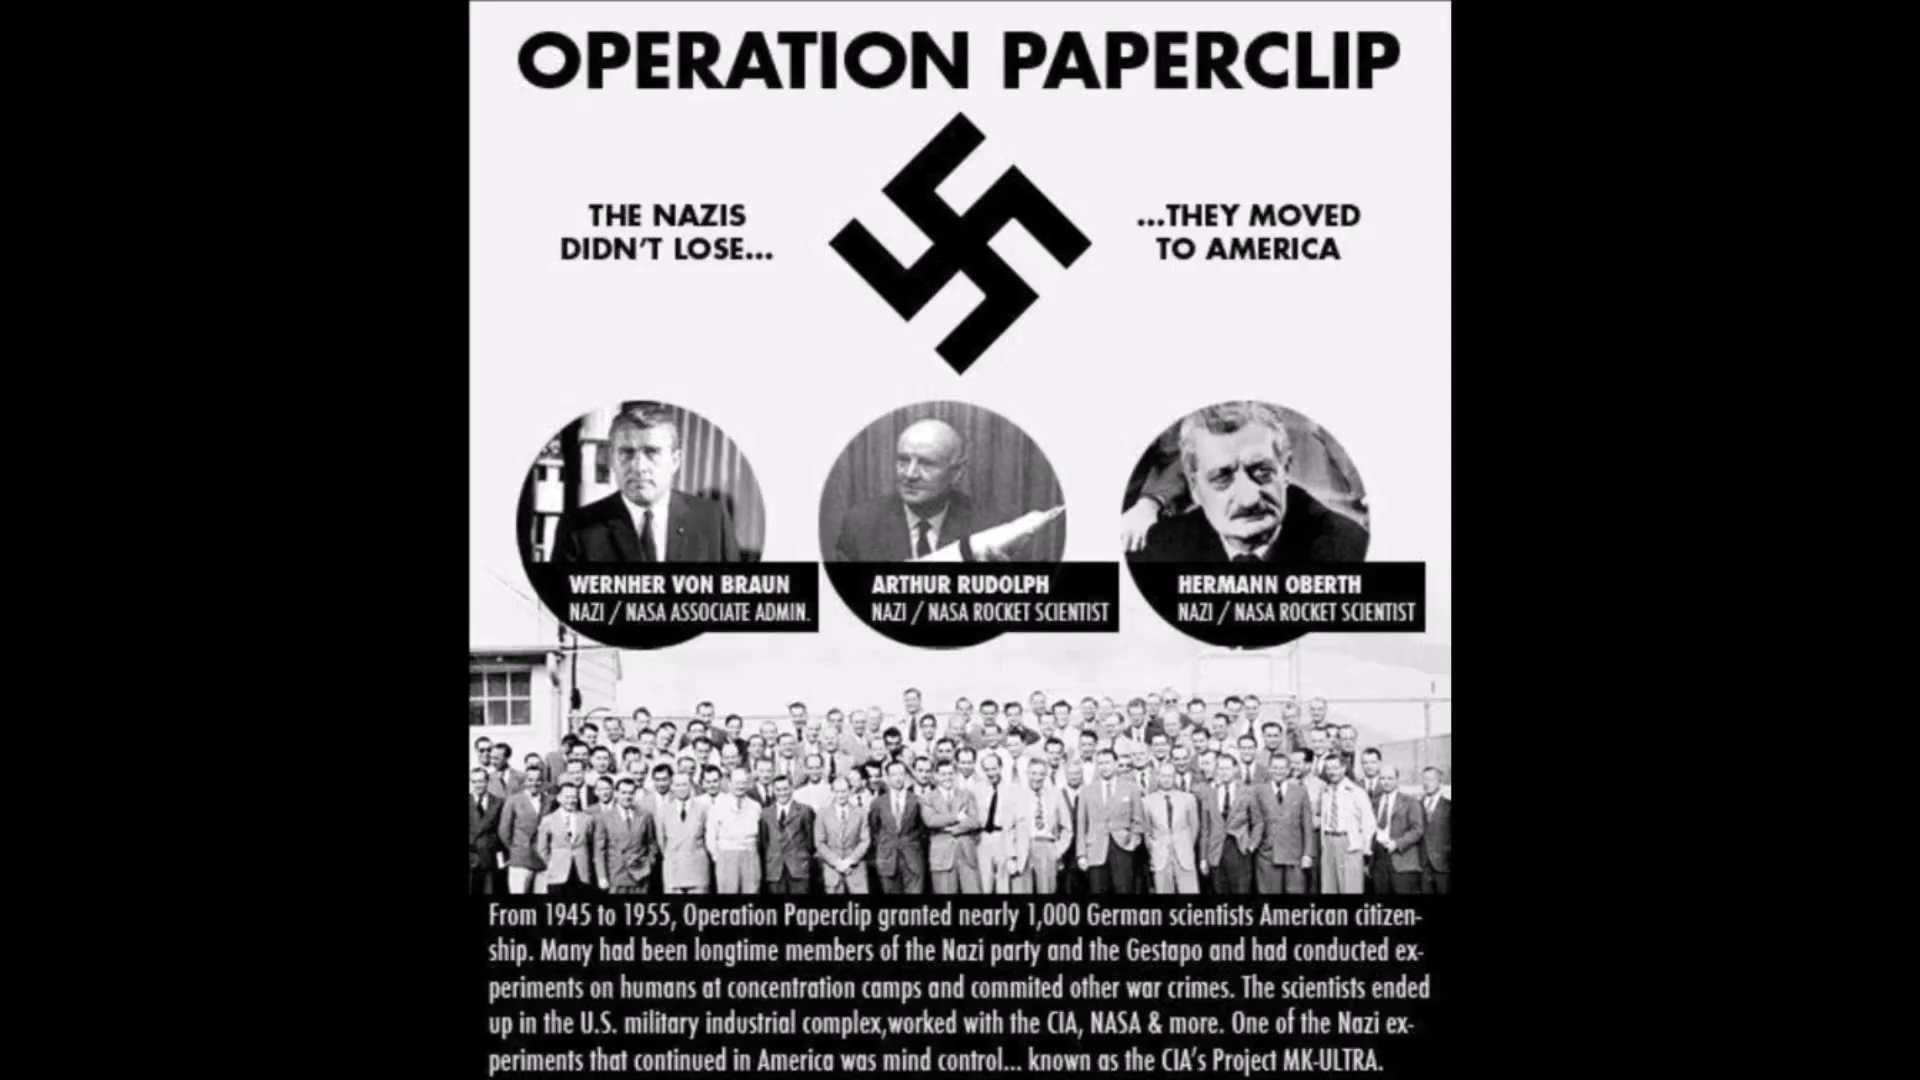 OPERATION PAPERCLIP
THE NAZIS
DIDN'T LOSE...
...THEY MOVED
TO AMERICA
WERNHER VON BRAUN
NAZI / NASA ASSOCIATE ADMIN.
ARTHUR RUDOLPH
NAZI / NASA ROCKET SCIENTIST
HERMANN OBERTH
NAZI / NASA ROCKET SCIENTIST
From 1945 to 1955, Operation Paperclip granted nearly 1,000 German scientists American citizen-
ship. Many had been longtime members of the Nazi party and the Gestapo and had conducted ex-
periments on humans at concentration camps and commited other war crimes. The scientists ended
up in the U.S. military industrial complex,worked with the CIA, NASA & more. One of the Nazi ex-
periments that continued in America was mind control... known as the CIA's Project MK-ULTRA.